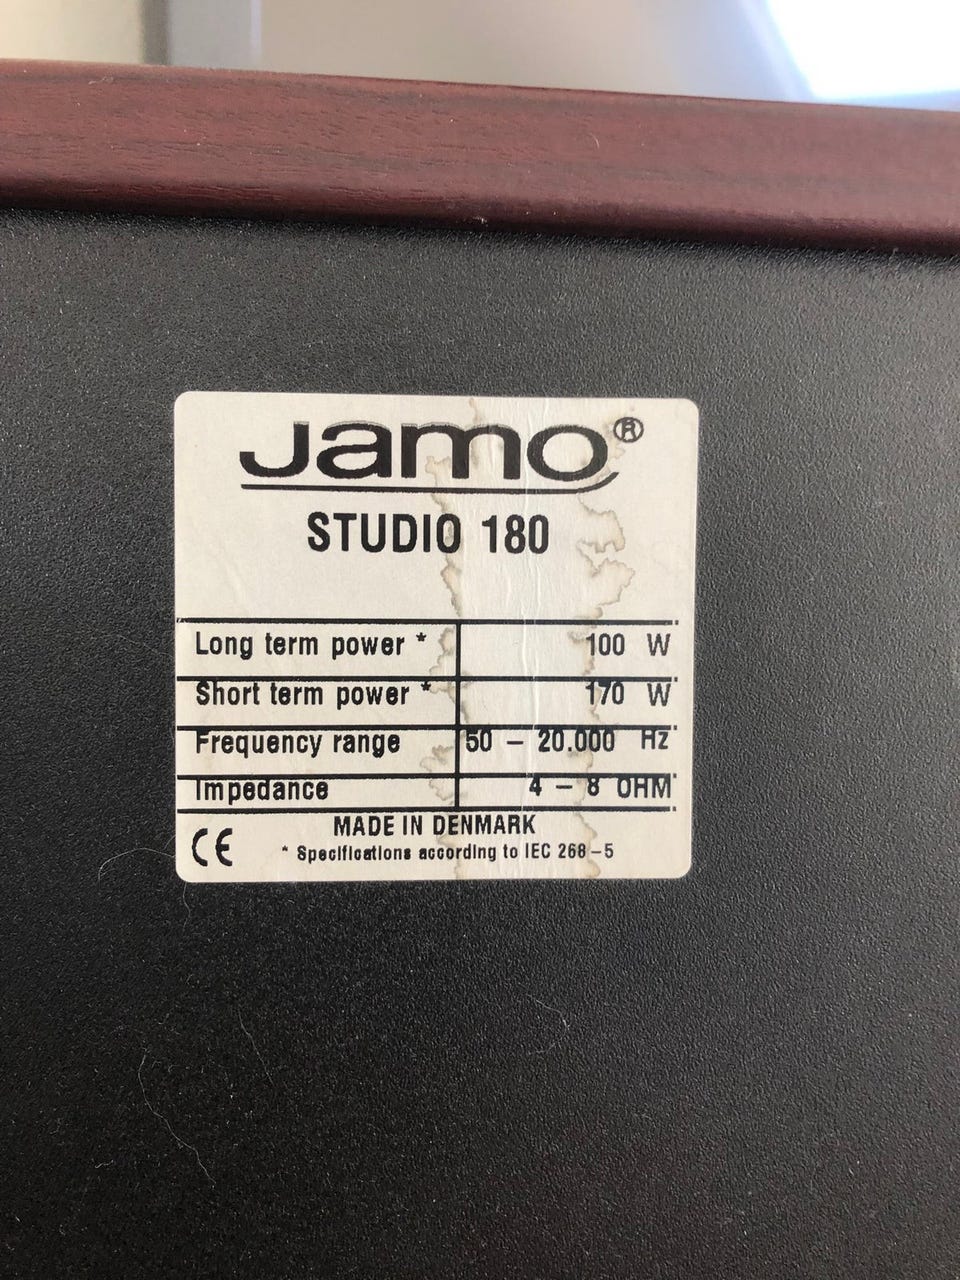 Jamo®
STUDIO 180
Long term power * 100 W
Short term power * 170 W
Frequency range 50 – 20.000 Hz
Impedance 4 – 8 OHM
MADE IN DENMARK
CE * Specifications according to IEC 268–5